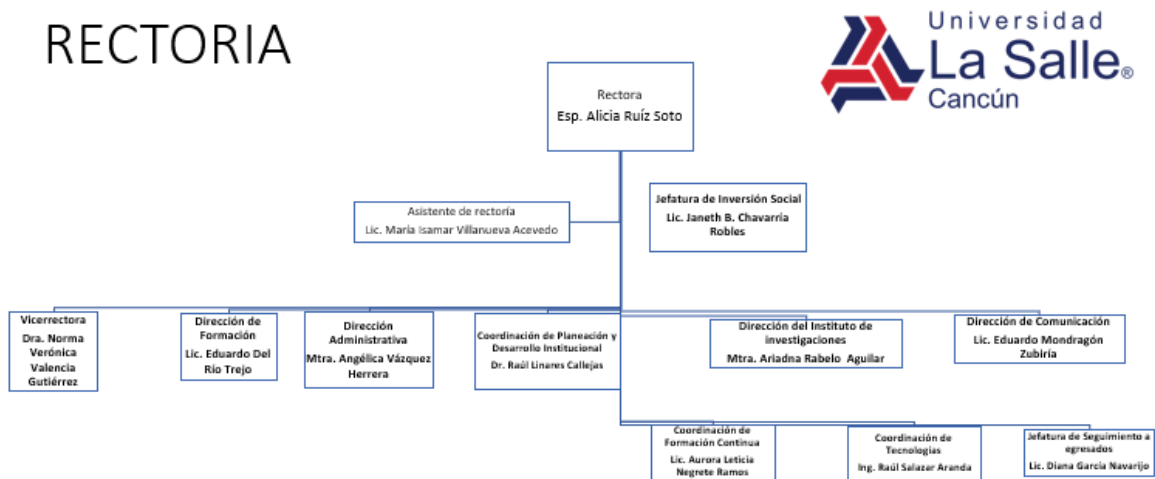 RECTORIA
Universidad
La Salle®
Cancún
Rectora
Esp. Alicia Ruíz Soto
Asistente de rectoría
Lic. María Isamar Villanueva Acevedo
Jefatura de Inversión Social
Lic. Janeth B. Chavarría
Robles
Vicerrectora
Dra. Norma
Verónica
Valencia
Gutiérrez
Dirección de
Formación
Lic. Eduardo Del
Río Trejo
Dirección
Administrativa
Mtra. Angélica Vázquez
Herrera
Coordinación de Planeación y
Desarrollo Institucional
Dr. Raúl Linares Callejas
Dirección del Instituto de
investigaciones
Mtra. Ariadna Rabelo Aguilar
Dirección de Comunicación
Lic. Eduardo Mondragón
Zubiría
Coordinación de
Formación Continua
Lic. Aurora Leticia
Negrete Ramos
Coordinación de
Tecnologías
Ing. Raúl Salazar Aranda
Jefatura de Seguimiento a
egresados
Lic. Diana García Navarijo